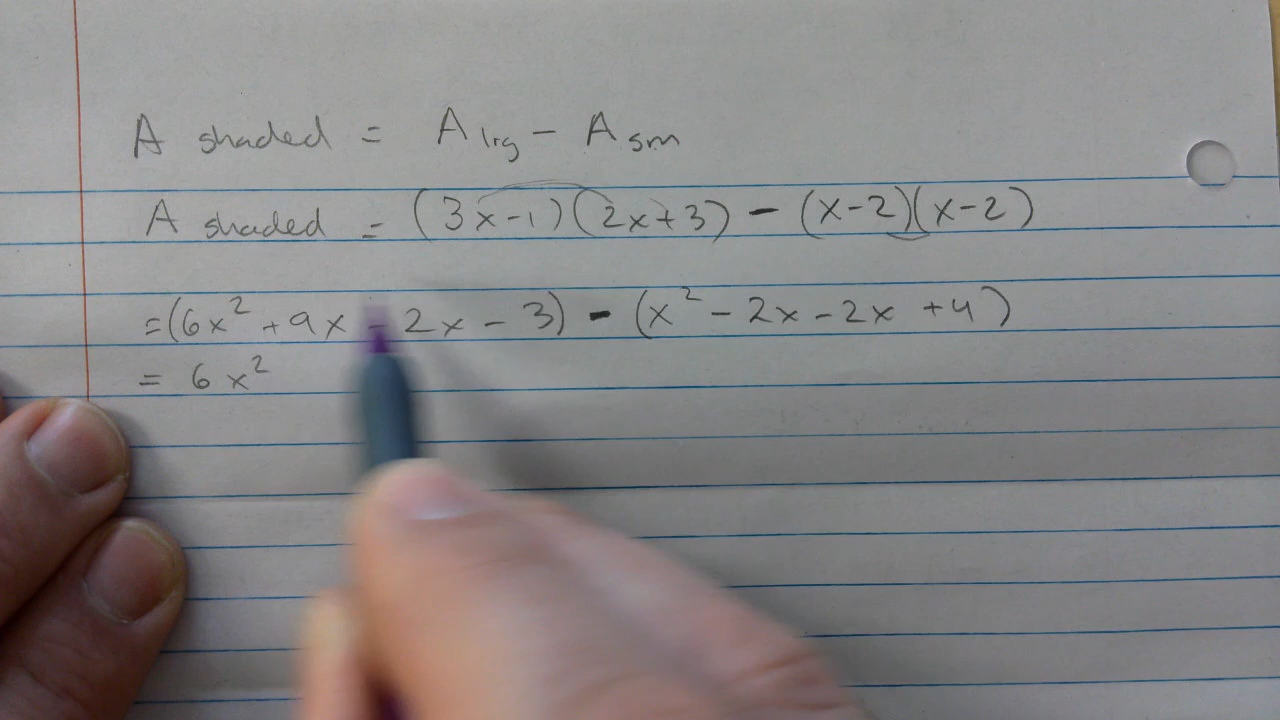 A shaded = A lrg - A sm
A shaded = (3x-1)(2x+3) - (x-2)(x-2)
=(6x² +9x - 2x - 3) - (x² - 2x - 2x +4)
= 6x²